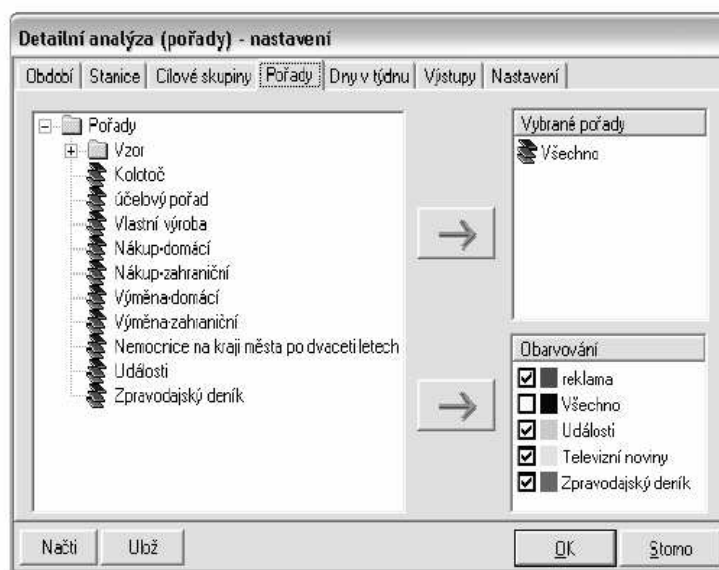 Detailní analýza (pořady) - nastavení
Období Stanice Cílové skupiny Pořady Dny v týdnu Výstupy Nastavení
Pořady
Vzor
Kolotoč
účelový pořad
Vlastní výroba
Nákup-domácí
Nákup-zahraniční
Výměna-domácí
Výměna-zahraniční
Nemocnice na kraji města po dvaceti letech
Události
Zpravodajský deník
Vybrané pořady
Všechno
Obarvování
reklama
Všechno
Události
Televizní noviny
Zpravodajský deník
Načti Ulož OK Storno